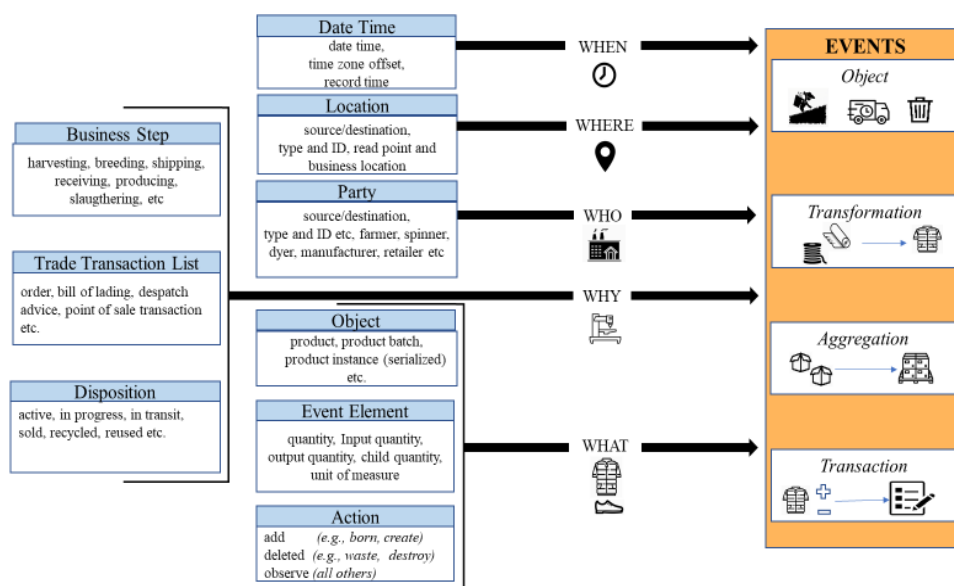 Date Time
date time,
time zone offset,
record time
WHEN
EVENTS
Object
Location
source/destination,
type and ID, read point and
business location
WHERE
Business Step
harvesting, breeding, shipping,
receiving, producing,
slaugthering, etc
Party
source/destination,
type and ID etc, farmer, spinner,
dyer, manufacturer, retailer etc
WHO
Transformation
Trade Transaction List
order, bill of lading, despatch
advice, point of sale transaction
etc.
WHY
Object
product, product batch,
product instance (serialized)
etc.
Aggregation
Disposition
active, in progress, in transit,
sold, recycled, reused etc.
Event Element
quantity, Input quantity,
output quantity, child quantity,
unit of measure
WHAT
Transaction
Action
add (e.g., born, create)
deleted (e.g., waste, destroy)
observe (all others)